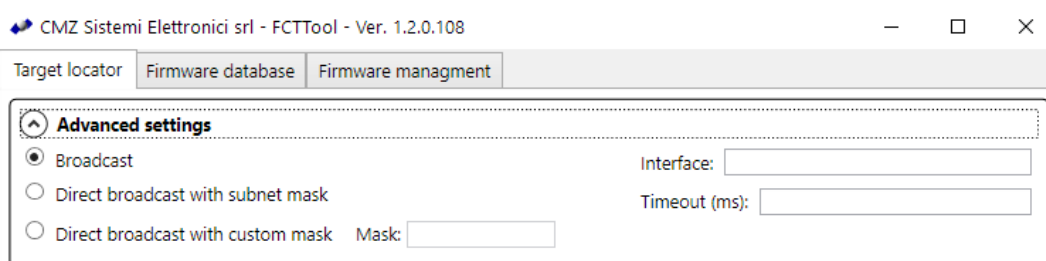 CMZ Sistemi Elettronici srl - FCTTool - Ver. 1.2.0.108
Target locator Firmware database Firmware managment
Advanced settings
Broadcast Interface:
Direct broadcast with subnet mask Timeout (ms):
Direct broadcast with custom mask Mask: